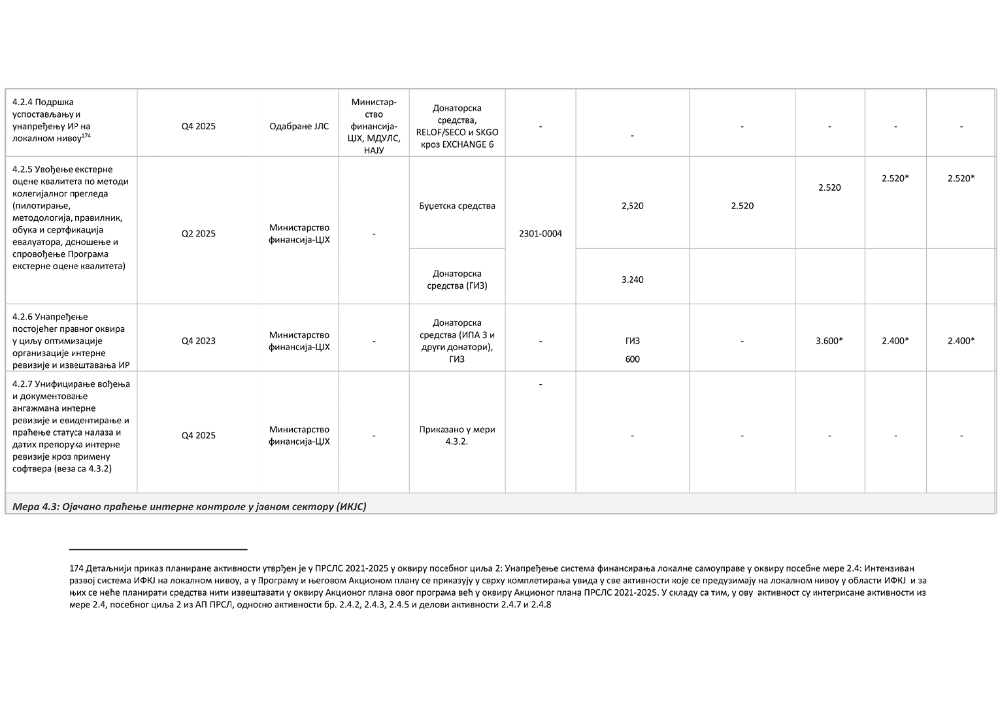 4.2.4 Подршка
успостављању и
унапређењу ИР на
локалном нивоу174
Q4 2025
Одабране ЈЛС
Министар-
ство
финансија-
ЦЈХ, МДУЛС,
НАЈУ
Донаторска
средства,
RELOF/SECO и SKGO
кроз EXCHANGE 6
-
-
-
-
-
-
4.2.5 Увођење екстерне
оцене квалитета по методи
колегијалног прегледа
(пилотирање,
методологија, правилник,
обука и сертфикација
евалуатора, доношење и
спровођење Програма
екстерне оцене квалитета)
Q2 2025
Министарство
финансија-ЦЈХ
-
Буџетска средства
2301-0004
2,520
2.520
2.520
2.520*
2.520*
Донаторска
средства (ГИЗ)
3.240
4.2.6 Унапређење
постојећег правног оквира
у циљу оптимизације
организације интерне
ревизије и извештавања ИР
Q4 2023
Министарство
финансија-ЦЈХ
-
Донаторска
средства (ИПА 3 и
други донатори),
ГИЗ
-
ГИЗ
600
-
3.600*
2.400*
2.400*
4.2.7 Унифицирање вођења
и документовање
ангажмана интерне
ревизије и евидентирање и
праћење статуса налаза и
датих препорука интерне
ревизије кроз примену
софтвера (веза са 4.3.2)
Q4 2025
Министарство
финансија-ЦЈХ
-
Приказано у мери
4.3.2.
-
-
-
-
-
-
Мера 4.3: Ојачано праћење интерне контроле у јавном сектору (ИКЈС)
174 Детаљнији приказ планиране активности утврђен је у ПРСЛС 2021-2025 у оквиру посебног циља 2: Унапређење система финансирања локалне самоуправе у оквиру посебне мере 2.4: Интензиван
развој система ИФКЈ на локалном нивоу, а у Програму и његовом Акционом плану се приказују у сврху комплетирања увида у све активности које се предузимају на локалном нивоу у области ИФКЈ и за
њих се неће планирати средства нити извештавати у оквиру Акционог плана овог програма већ у оквиру Акционог плана ПРСЛС 2021-2025. У складу са тим, у ову активност су интегрисане активности из
мере 2.4, посебног циља 2 из АП ПРСЛ, односно активности бр. 2.4.2, 2.4.3, 2.4.5 и делови активности 2.4.7 и 2.4.8